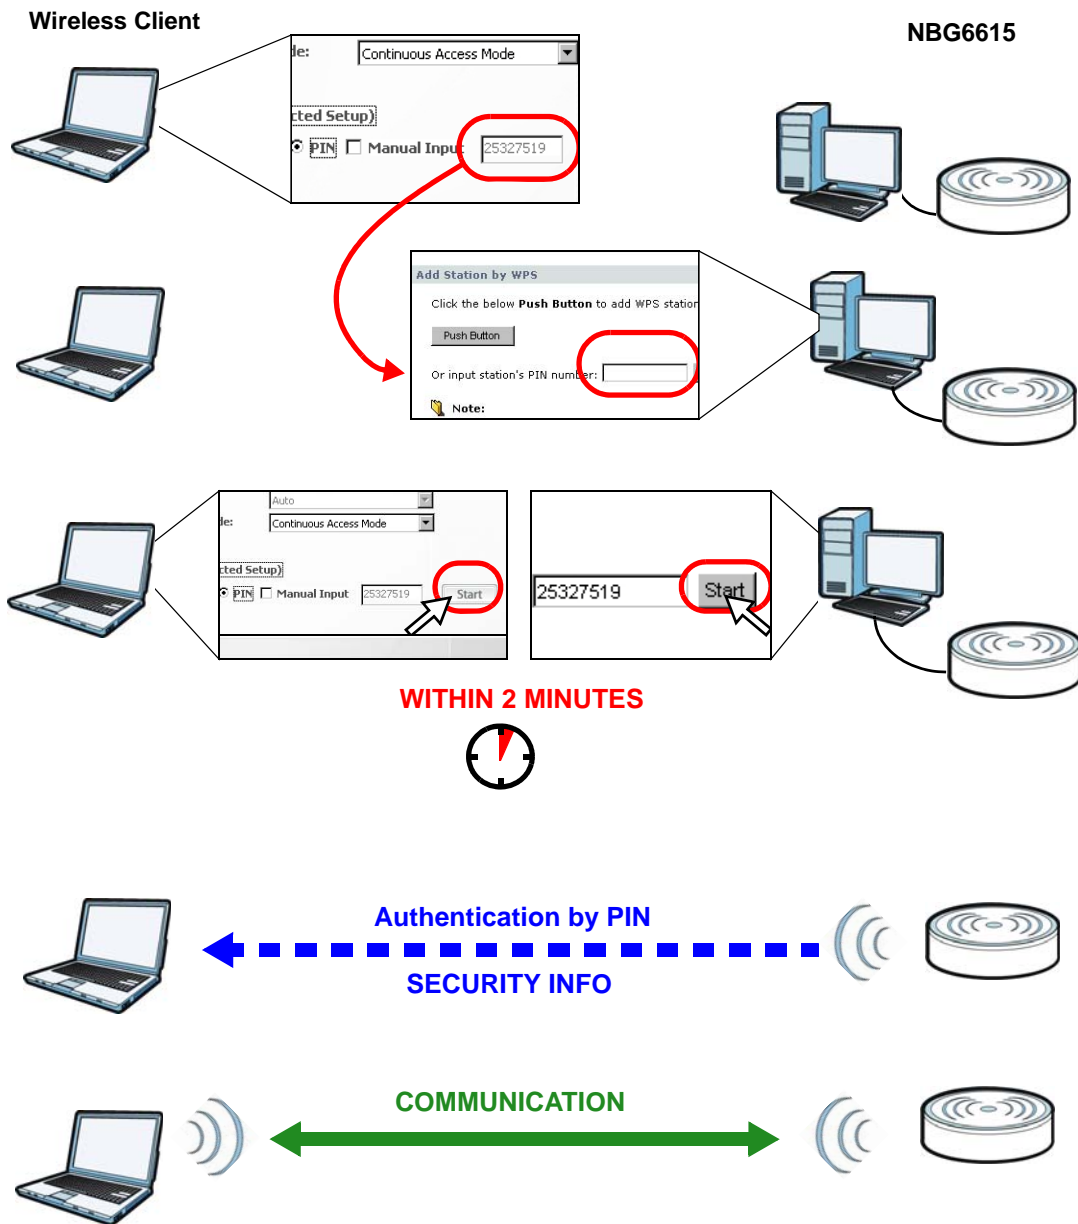 Wireless Client
NBG6615
de:
Continuous Access Mode
cted Setup)
PIN Manual Input 25327519
Add Station by WPS
Click the below Push Button to add WPS station
Push Button
Or input station's PIN number:
Note:
Auto
de:
Continuous Access Mode
cted Setup)
PIN Manual Input 25327519 Start
25327519 Start
WITHIN 2 MINUTES
Authentication by PIN
SECURITY INFO
COMMUNICATION